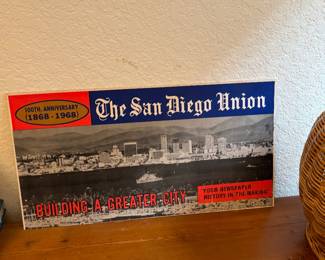 100TH. ANNIVERSARY
(1868-1968)
The San Diego Union
BUILDING A GREATER CITY
YOUR NEWSPAPER
HISTORY IN THE MAKING